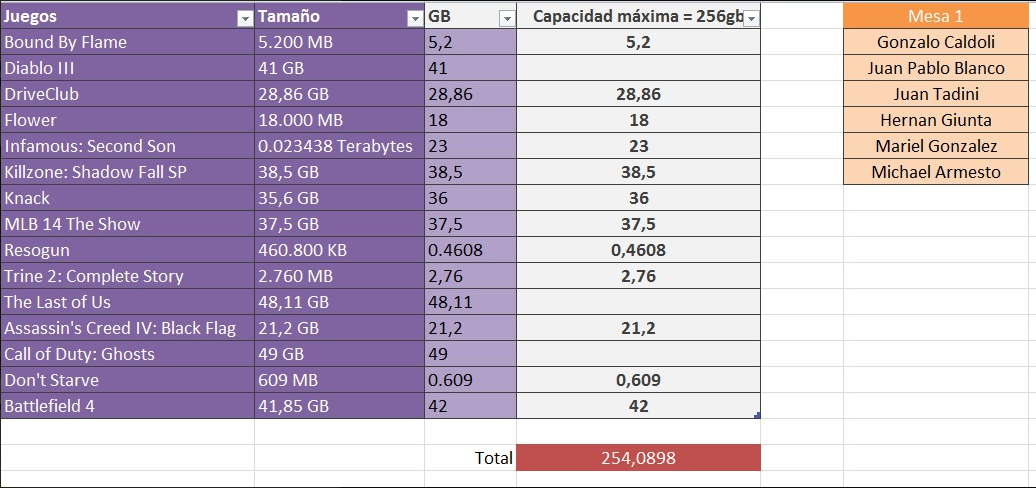 Juegos Tamaño GB Capacidad máxima = 256gb Mesa 1
Bound By Flame 5.200 MB 5,2 5,2 Gonzalo Caldoli
Diablo III 41 GB 41 Juan Pablo Blanco
DriveClub 28,86 GB 28,86 28,86 Juan Tadini
Flower 18.000 MB 18 18 Hernan Giunta
Infamous: Second Son 0.023438 Terabytes 23 23 Mariel Gonzalez
Killzone: Shadow Fall SP 38,5 GB 38,5 38,5 Michael Armesto
Knack 35,6 GB 36 36
MLB 14 The Show 37,5 GB 37,5 37,5
Resogun 460.800 KB 0.4608 0,4608
Trine 2: Complete Story 2.760 MB 2,76 2,76
The Last of Us 48,11 GB 48,11
Assassin's Creed IV: Black Flag 21,2 GB 21,2 21,2
Call of Duty: Ghosts 49 GB 49
Don't Starve 609 MB 0.609 0,609
Battlefield 4 41,85 GB 42 42
Total 254,0898